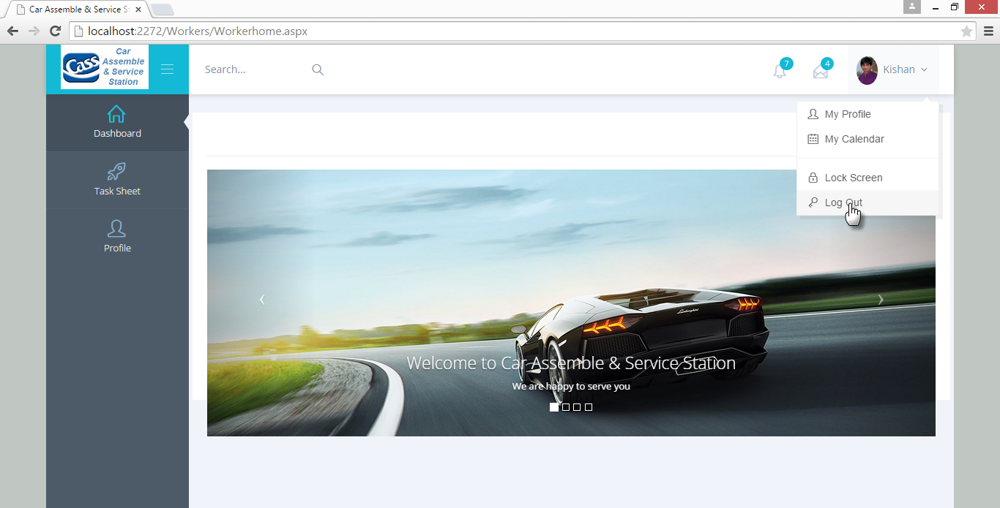 Car Assemble & Service St
localhost:2272/Workers/Workerhome.aspx
Cass
Car
Assemble
& Service
Station
Search...
7
4
Kishan
My Profile
My Calendar
Lock Screen
Log Out
Dashboard
Task Sheet
Profile
Lamborghini
Welcome to Car Assemble & Service Station
We are happy to serve you